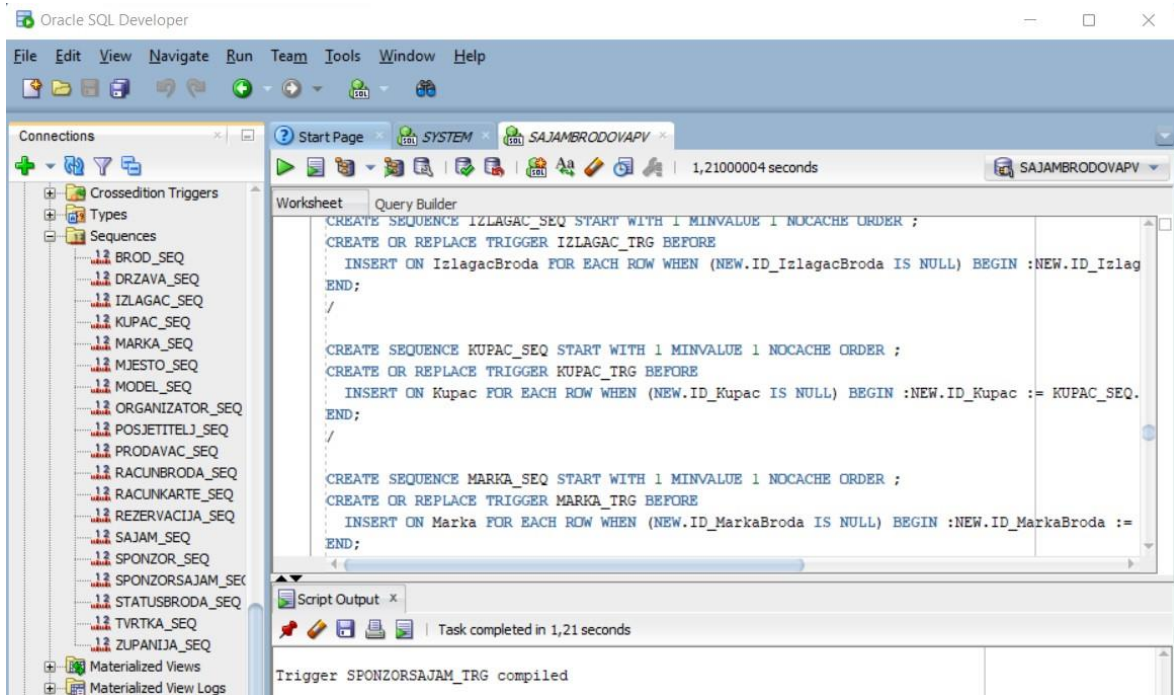 Oracle SQL Developer
File Edit View Navigate Run Team Tools Window Help
Connections
Start Page SYSTEM SAJAMBRODOVAPV
1,21000004 seconds SAJAMBRODOVAPV
Crossedition Triggers
Types
Sequences
BROD_SEQ
DRZAVA_SEQ
IZLAGAC_SEQ
KUPAC_SEQ
MARKA_SEQ
MJESTO_SEQ
MODEL_SEQ
ORGANIZATOR_SEQ
POSJETITELJ_SEQ
PRODAVAC_SEQ
RACUNBRODA_SEQ
RACUNKARTE_SEQ
REZERVACIJA_SEQ
SAJAM_SEQ
SPONZOR_SEQ
SPONZORSAJAM_SE(
STATUSBRODA_SEQ
TVRTKA_SEQ
ZUPANIJA_SEQ
Materialized Views
Materialized View Logs
Worksheet Query Builder
CREATE SEQUENCE IZLAGAC_SEQ START WITH 1 MINVALUE 1 NOCACHE ORDER ;
CREATE OR REPLACE TRIGGER IZLAGAC_TRG BEFORE
INSERT ON IzlagacBroda FOR EACH ROW WHEN (NEW.ID_IzlagacBroda IS NULL) BEGIN :NEW.ID_Izlag
END;
/
CREATE SEQUENCE KUPAC_SEQ START WITH 1 MINVALUE 1 NOCACHE ORDER ;
CREATE OR REPLACE TRIGGER KUPAC_TRG BEFORE
INSERT ON Kupac FOR EACH ROW WHEN (NEW.ID_Kupac IS NULL) BEGIN :NEW.ID_Kupac := KUPAC_SEQ.
END;
/
CREATE SEQUENCE MARKA_SEQ START WITH 1 MINVALUE 1 NOCACHE ORDER ;
CREATE OR REPLACE TRIGGER MARKA_TRG BEFORE
INSERT ON Marka FOR EACH ROW WHEN (NEW.ID_MarkaBroda IS NULL) BEGIN :NEW.ID_MarkaBroda :=
END;
Script Output
Task completed in 1,21 seconds
Trigger SPONZORSAJAM_TRG compiled